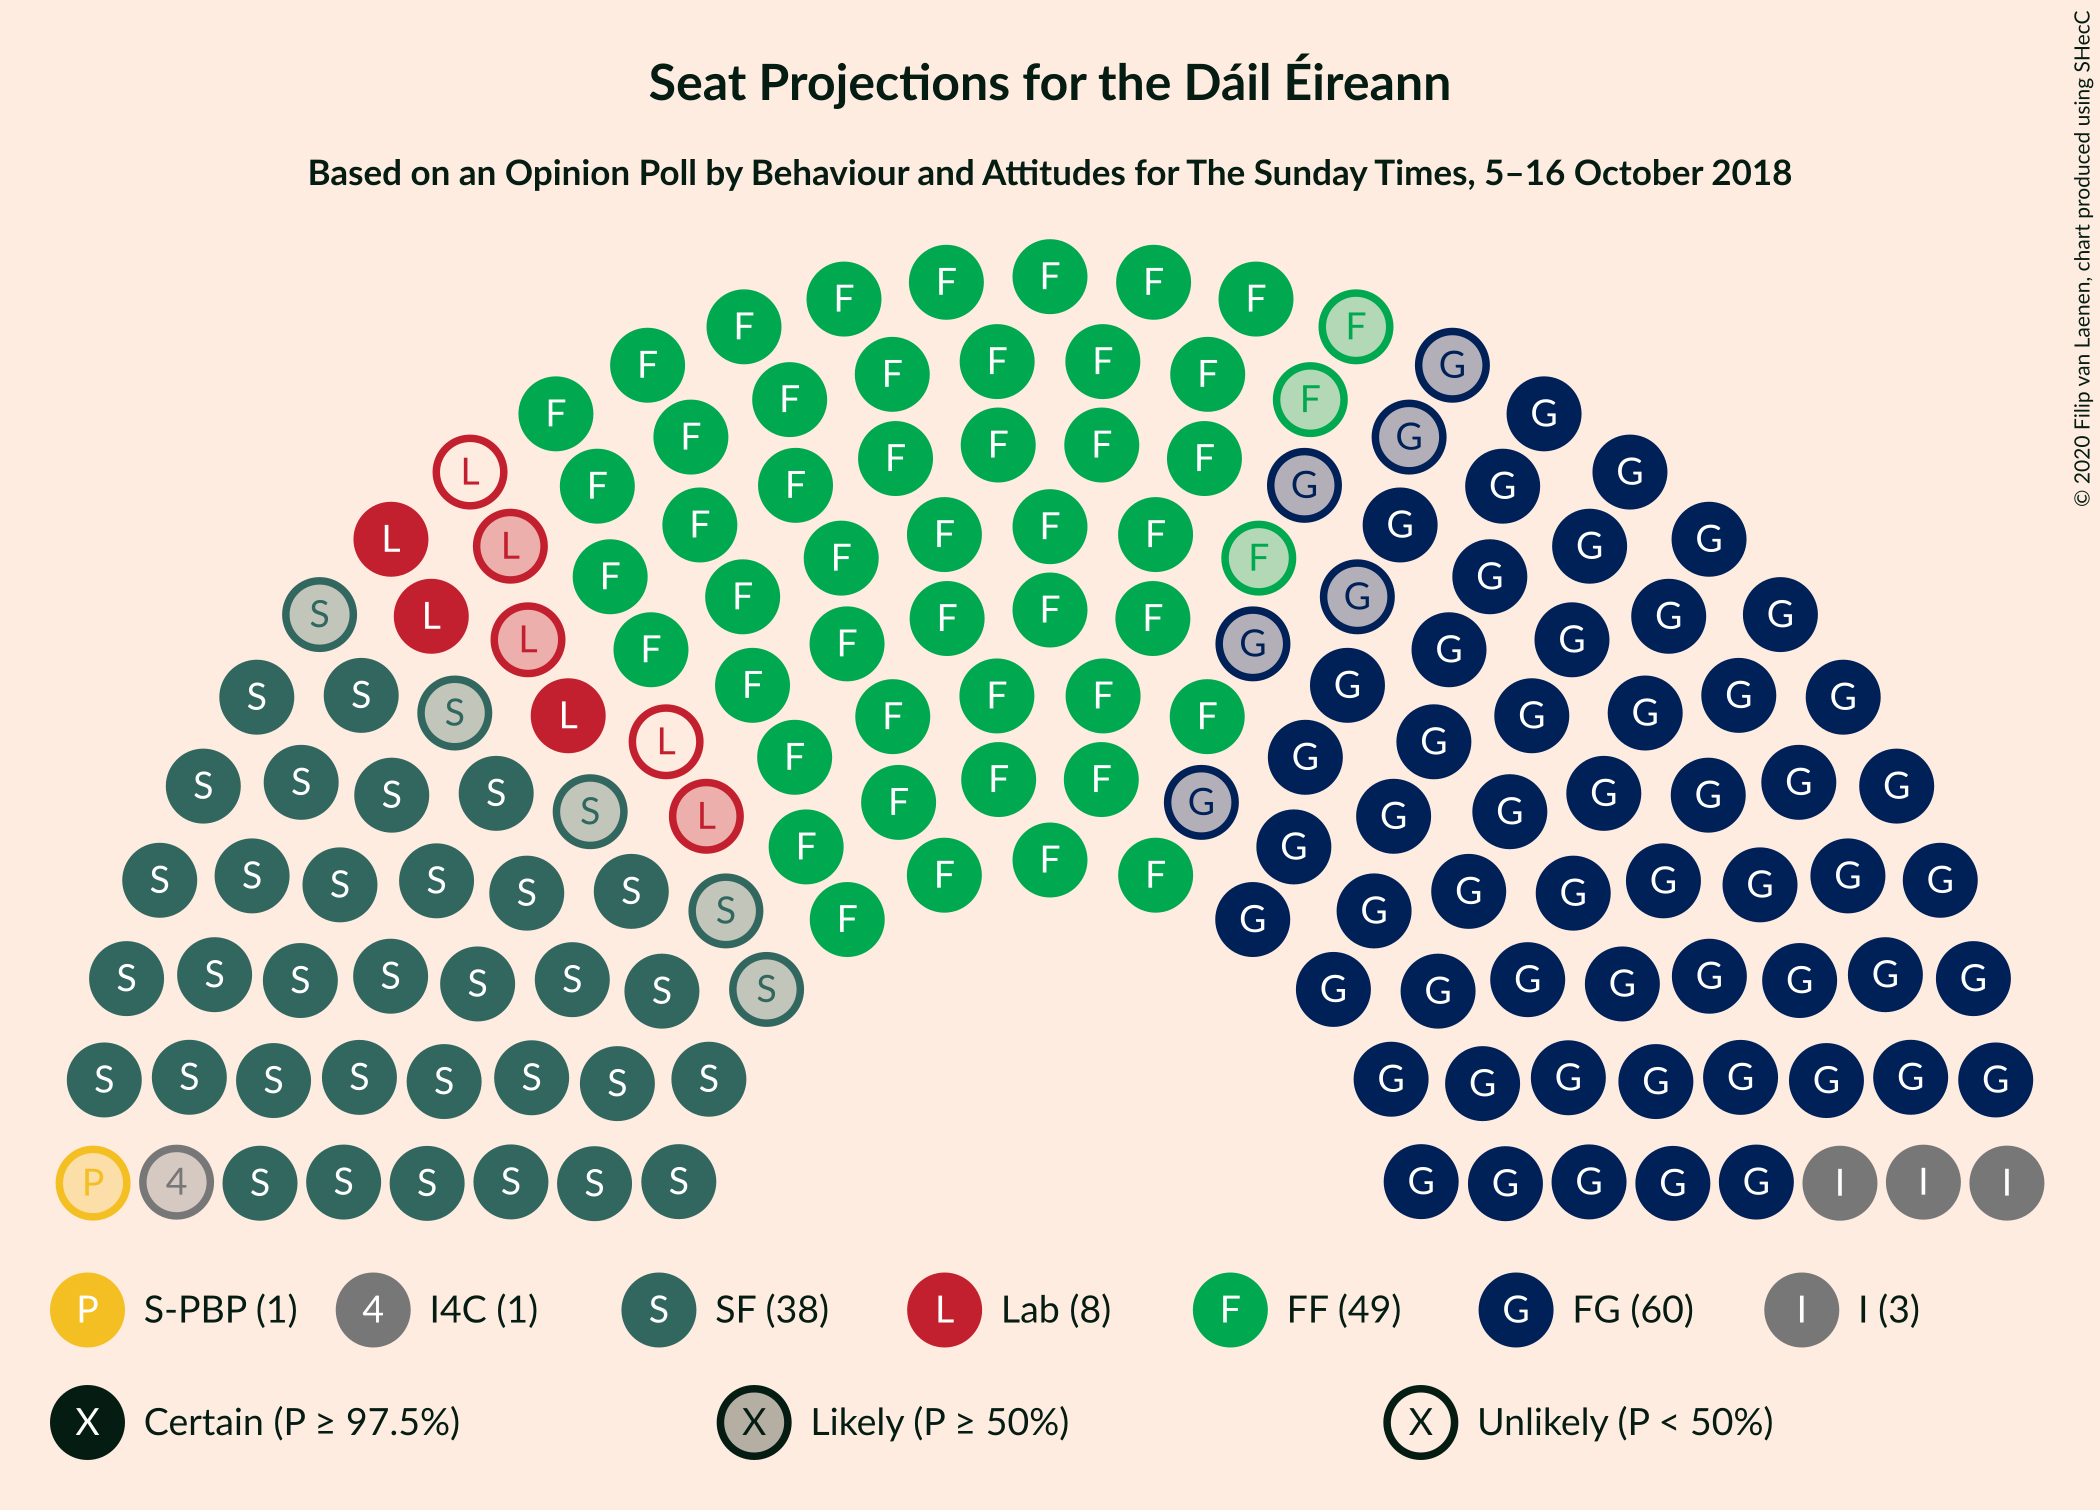 Seat Projections for the Dáil Éireann
Based on an Opinion Poll by Behaviour and Attitudes for The Sunday Times, 5–16 October 2018
© 2020 Filip van Laenen, chart produced using SHecC
F F F F F
F F F
F F F F F F G
F F G
F F F F F F G G
L F F F G G G
L L F F F F F G G G G
S L L F F F F F G G G G G
S S S L L F F F F F F G G G G G G
S S S S S L F F F F G G G G G G G
S S S S S S S F F F F F G G G G G G G G
S S S S S S S S G G G G G G G G
S S S S S S S S G G G G G G G G
P 4 S S S S S S G G G G G I I I
P S-PBP (1) 4 I4C (1) S SF (38) L Lab (8) F FF (49) G FG (60) I I (3)
X Certain (P ≥ 97.5%) X Likely (P ≥ 50%) X Unlikely (P < 50%)